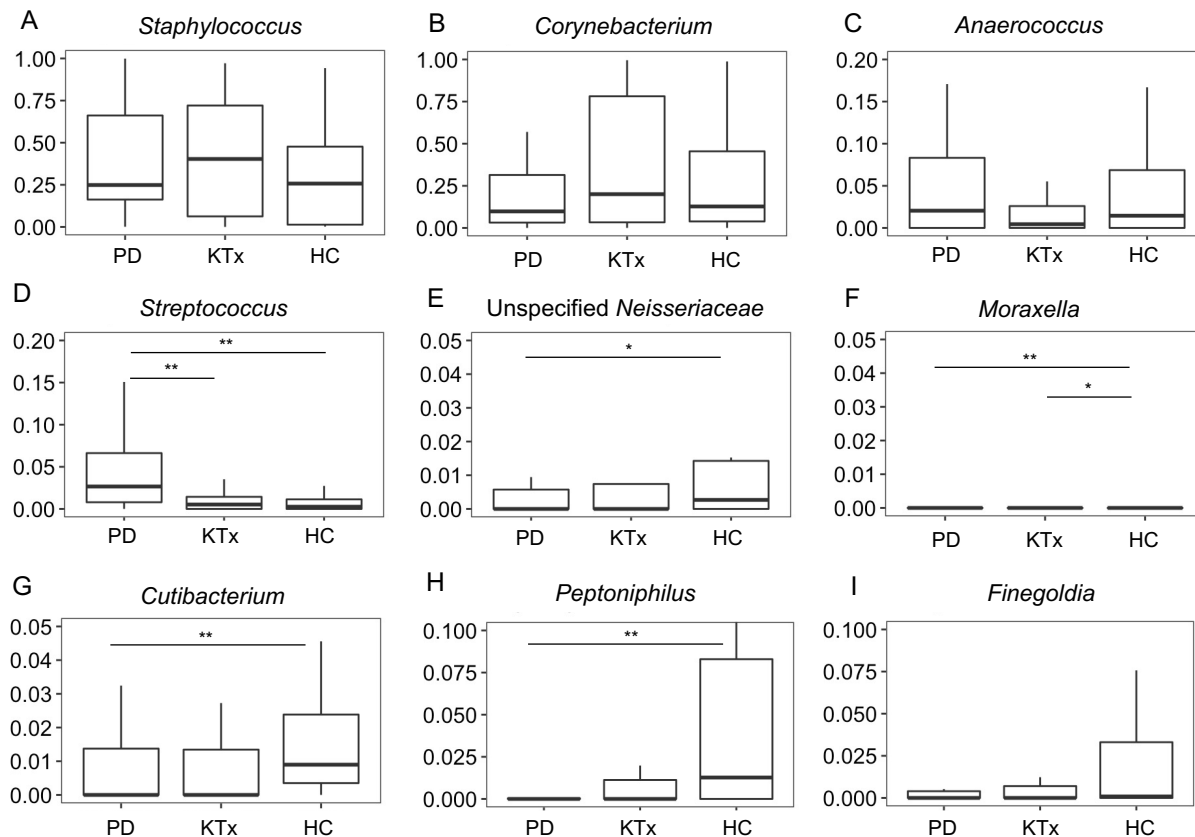 A
Staphylococcus
1.00
0.75
0.50
0.25
0.00
PD KTx HC
B
Corynebacterium
1.00
0.75
0.50
0.25
0.00
PD KTx HC
C
Anaerococcus
0.20
0.15
0.10
0.05
0.00
PD KTx HC
D
Streptococcus
0.20
0.15
0.10
0.05
0.00
**
**
PD KTx HC
E
Unspecified Neisseriaceae
0.05
0.04
0.03
0.02
0.01
0.00
*
PD KTx HC
F
Moraxella
0.05
0.04
0.03
0.02
0.01
0.00
**
*
PD KTx HC
G
Cutibacterium
0.05
0.04
0.03
0.02
0.01
0.00
**
PD KTx HC
H
Peptoniphilus
0.100
0.075
0.050
0.025
0.000
**
PD KTx HC
I
Finegoldia
0.100
0.075
0.050
0.025
0.000
PD KTx HC